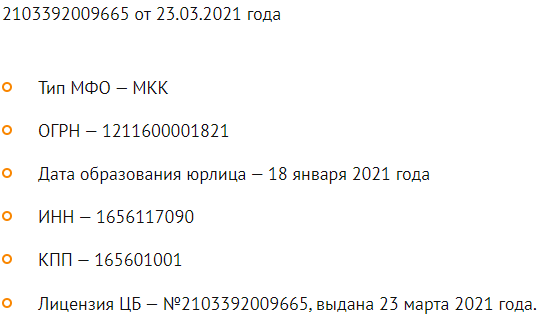 2103392009665 от 23.03.2021 года
Тип МФО — МКК
ОГРН — 1211600001821
Дата образования юрлица — 18 января 2021 года
ИНН — 1656117090
КПП — 165601001
Лицензия ЦБ — №2103392009665, выдана 23 марта 2021 года.